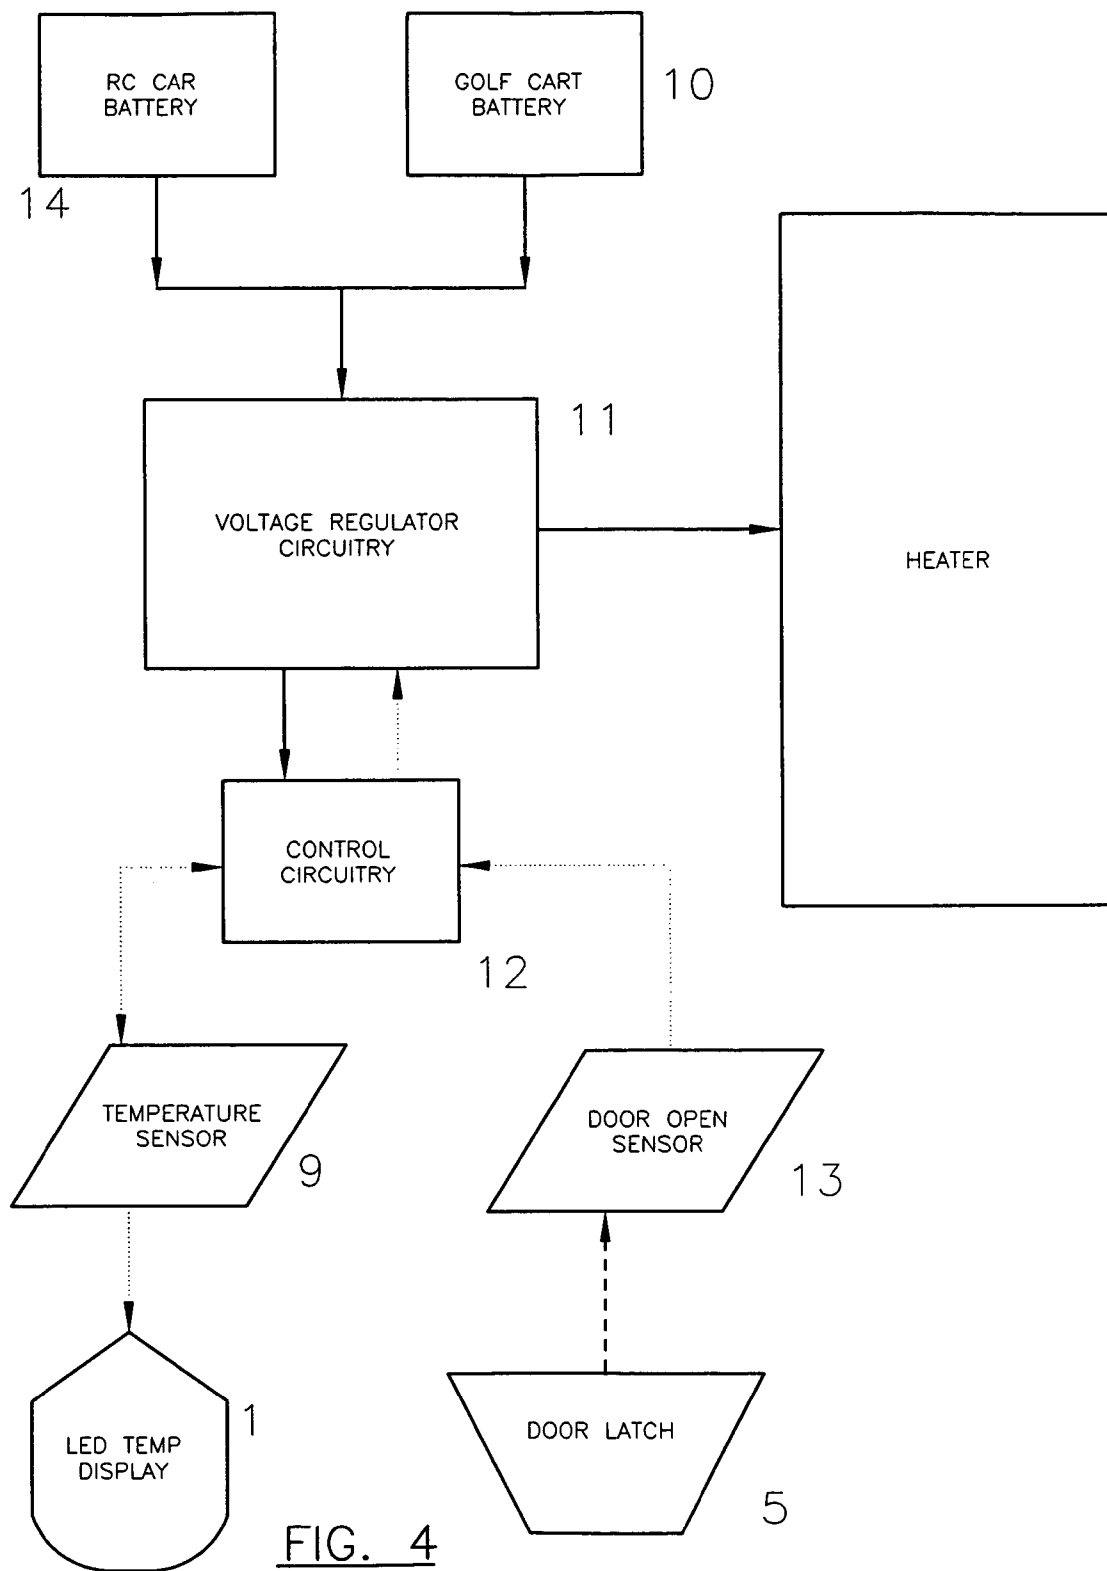 RC CAR
BATTERY
GOLF CART
BATTERY
10
14
11
VOLTAGE REGULATOR
CIRCUITRY
HEATER
CONTROL
CIRCUITRY
12
TEMPERATURE
SENSOR
9
DOOR OPEN
SENSOR
13
LED TEMP
DISPLAY
1
DOOR LATCH
5
FIG. 4